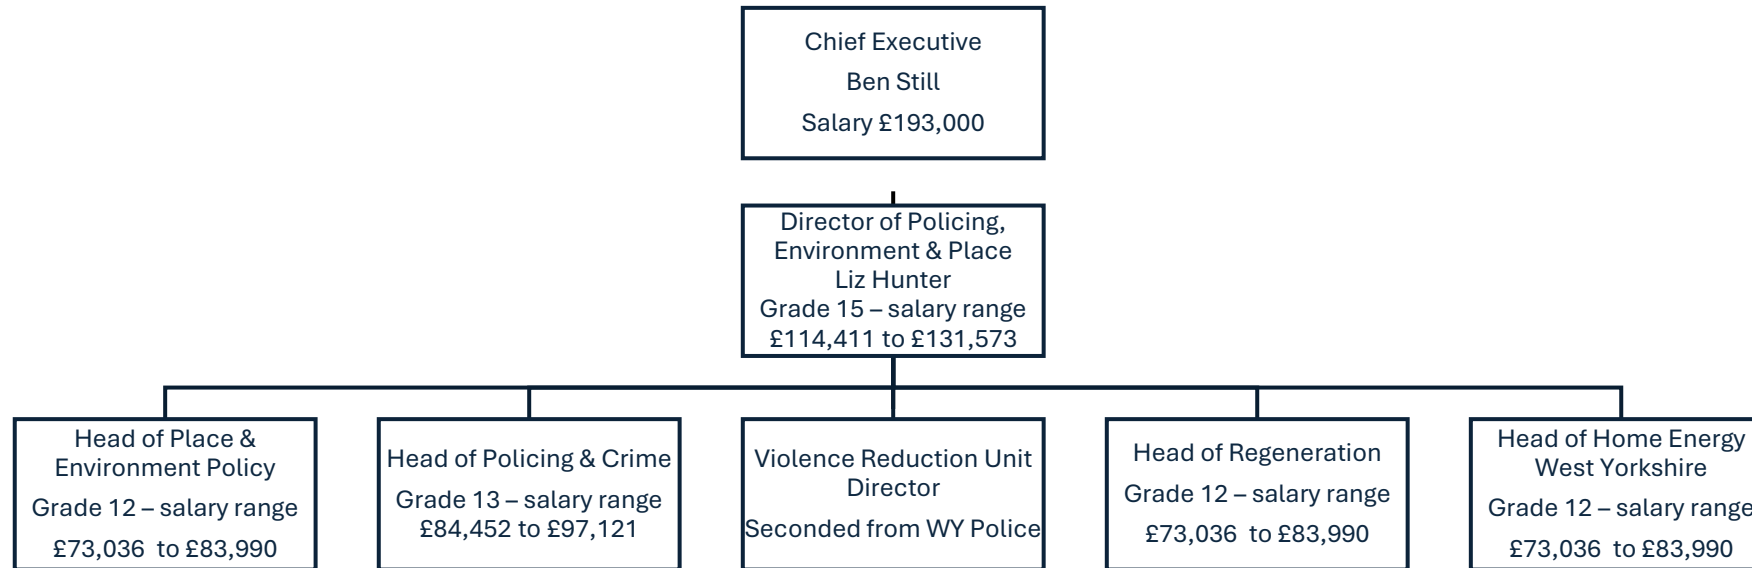 Chief Executive
Ben Still
Salary £193,000
Director of Policing,
Environment & Place
Liz Hunter
Grade 15 – salary range
£114,411 to £131,573
Head of Place &
Environment Policy
Grade 12 – salary range
£73,036  to £83,990
Head of Policing & Crime
Grade 13 – salary range
£84,452 to £97,121
Violence Reduction Unit
Director
Seconded from WY Police
Head of Regeneration
Grade 12 – salary range
£73,036  to £83,990
Head of Home Energy
West Yorkshire
Grade 12 – salary range
£73,036  to £83,990